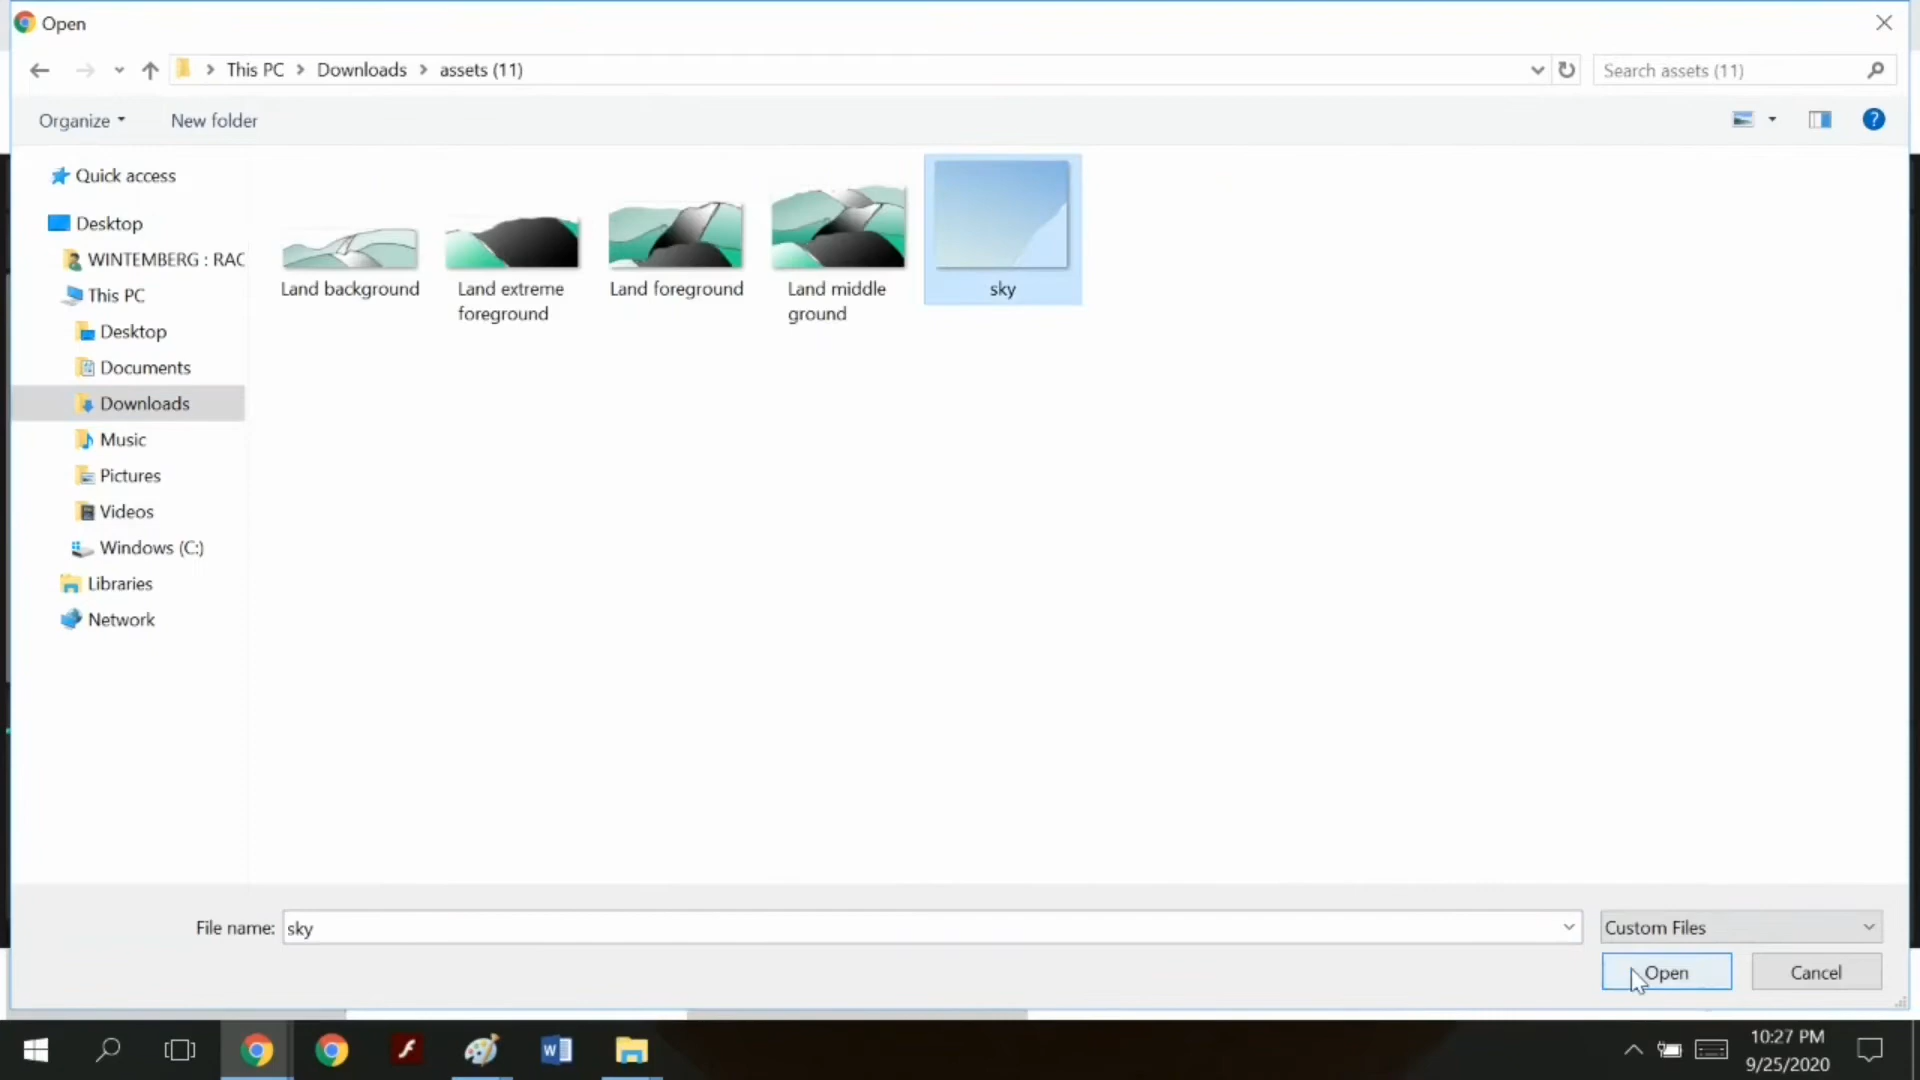 Open
This PC Downloads assets (11)
Search assets (11)
Organize
New folder
?
Quick access
Desktop
WINTEMBERG : RAC
This PC
Desktop
Documents
Downloads
Music
Pictures
Videos
Windows (C:)
Libraries
Network
Land background
Land extreme
foreground
Land foreground
Land middle
ground
sky
File name:
sky
Custom Files
Open
Cancel
W
10:27 PM
9/25/2020